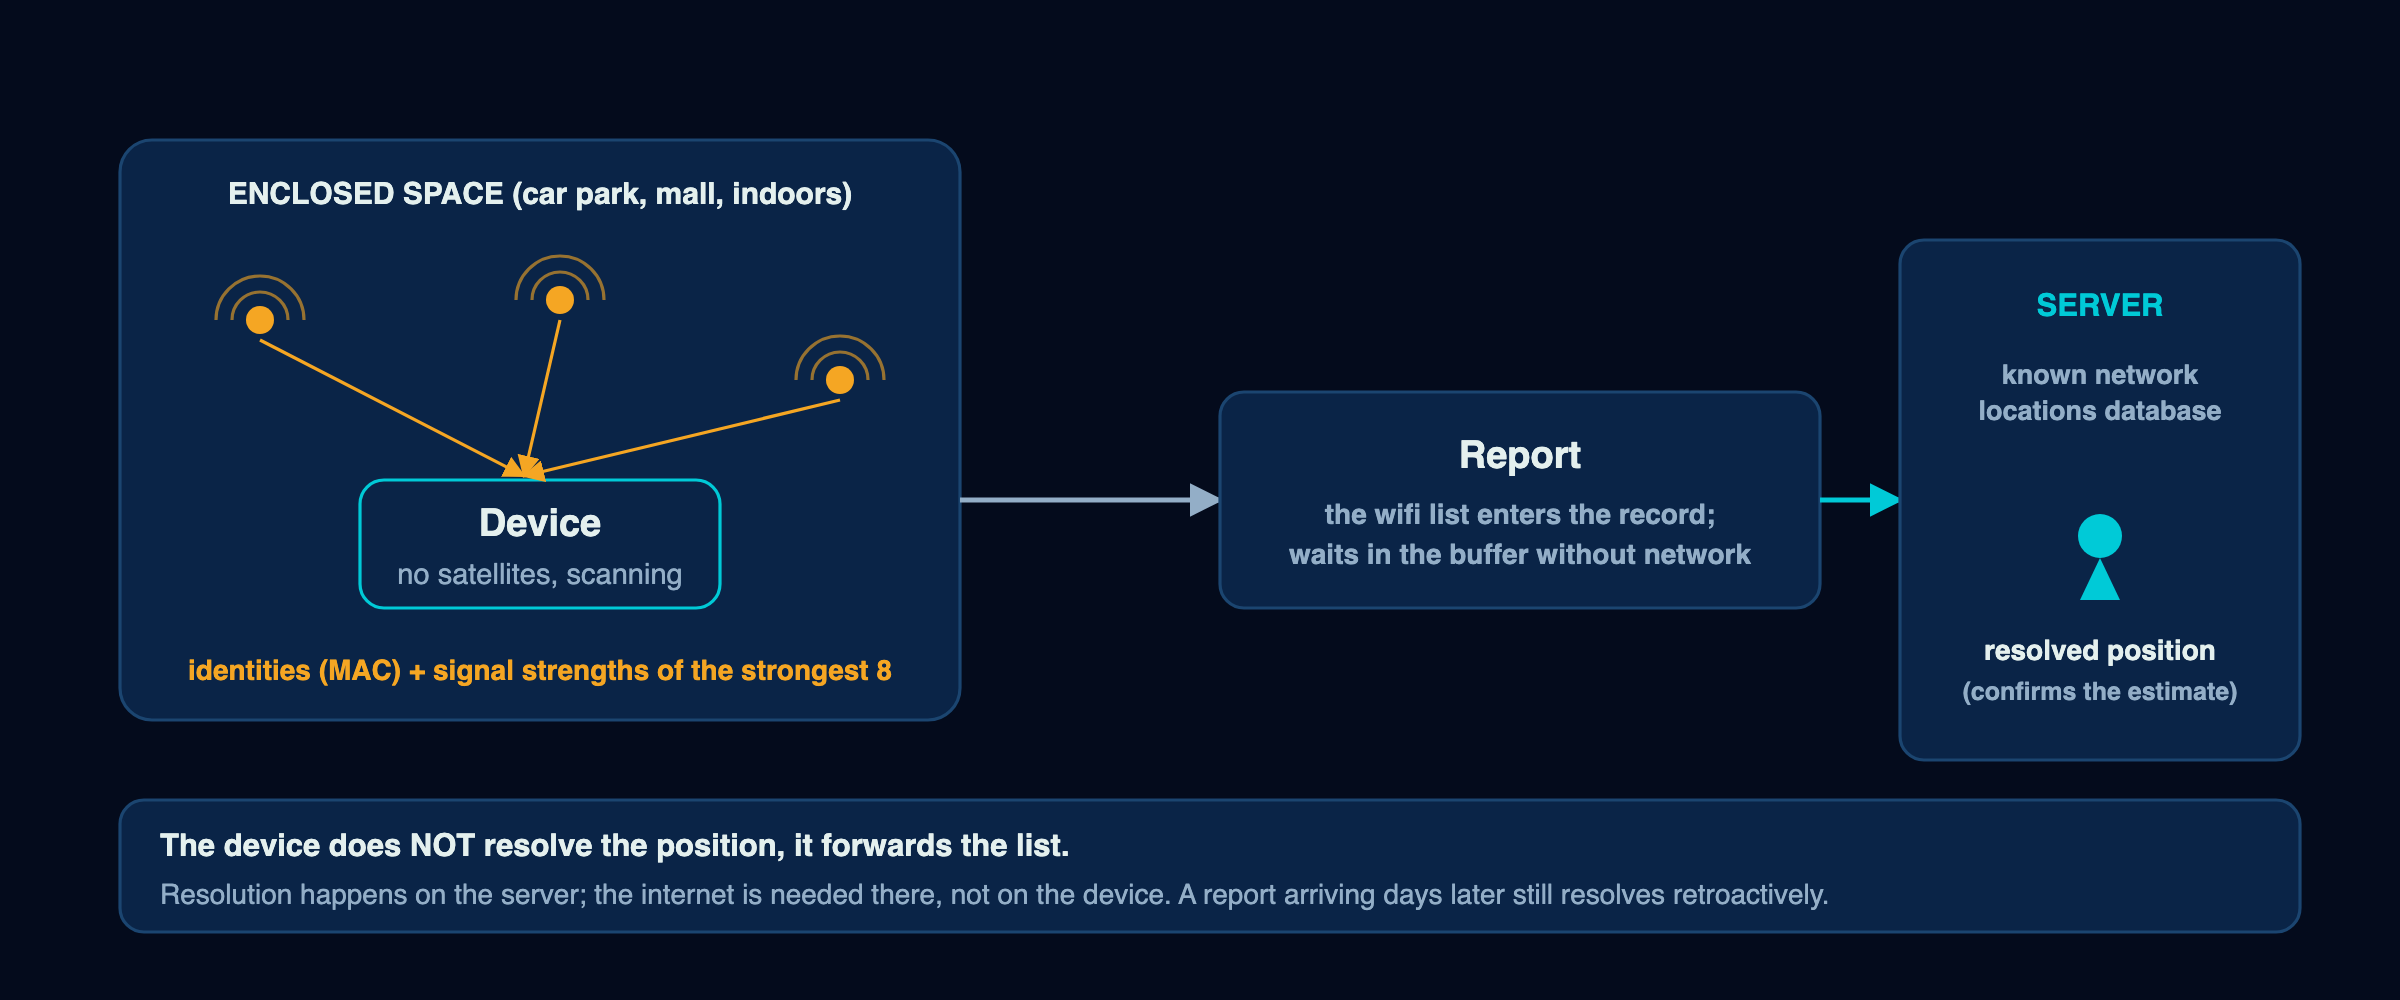 ENCLOSED SPACE (car park, mall, indoors)
Device
no satellites, scanning
identities (MAC) + signal strengths of the strongest 8
Report
the wifi list enters the record;
waits in the buffer without network
SERVER
known network
locations database
resolved position
(confirms the estimate)
The device does NOT resolve the position, it forwards the list.
Resolution happens on the server; the internet is needed there, not on the device. A report arriving days later still resolves retroactively.